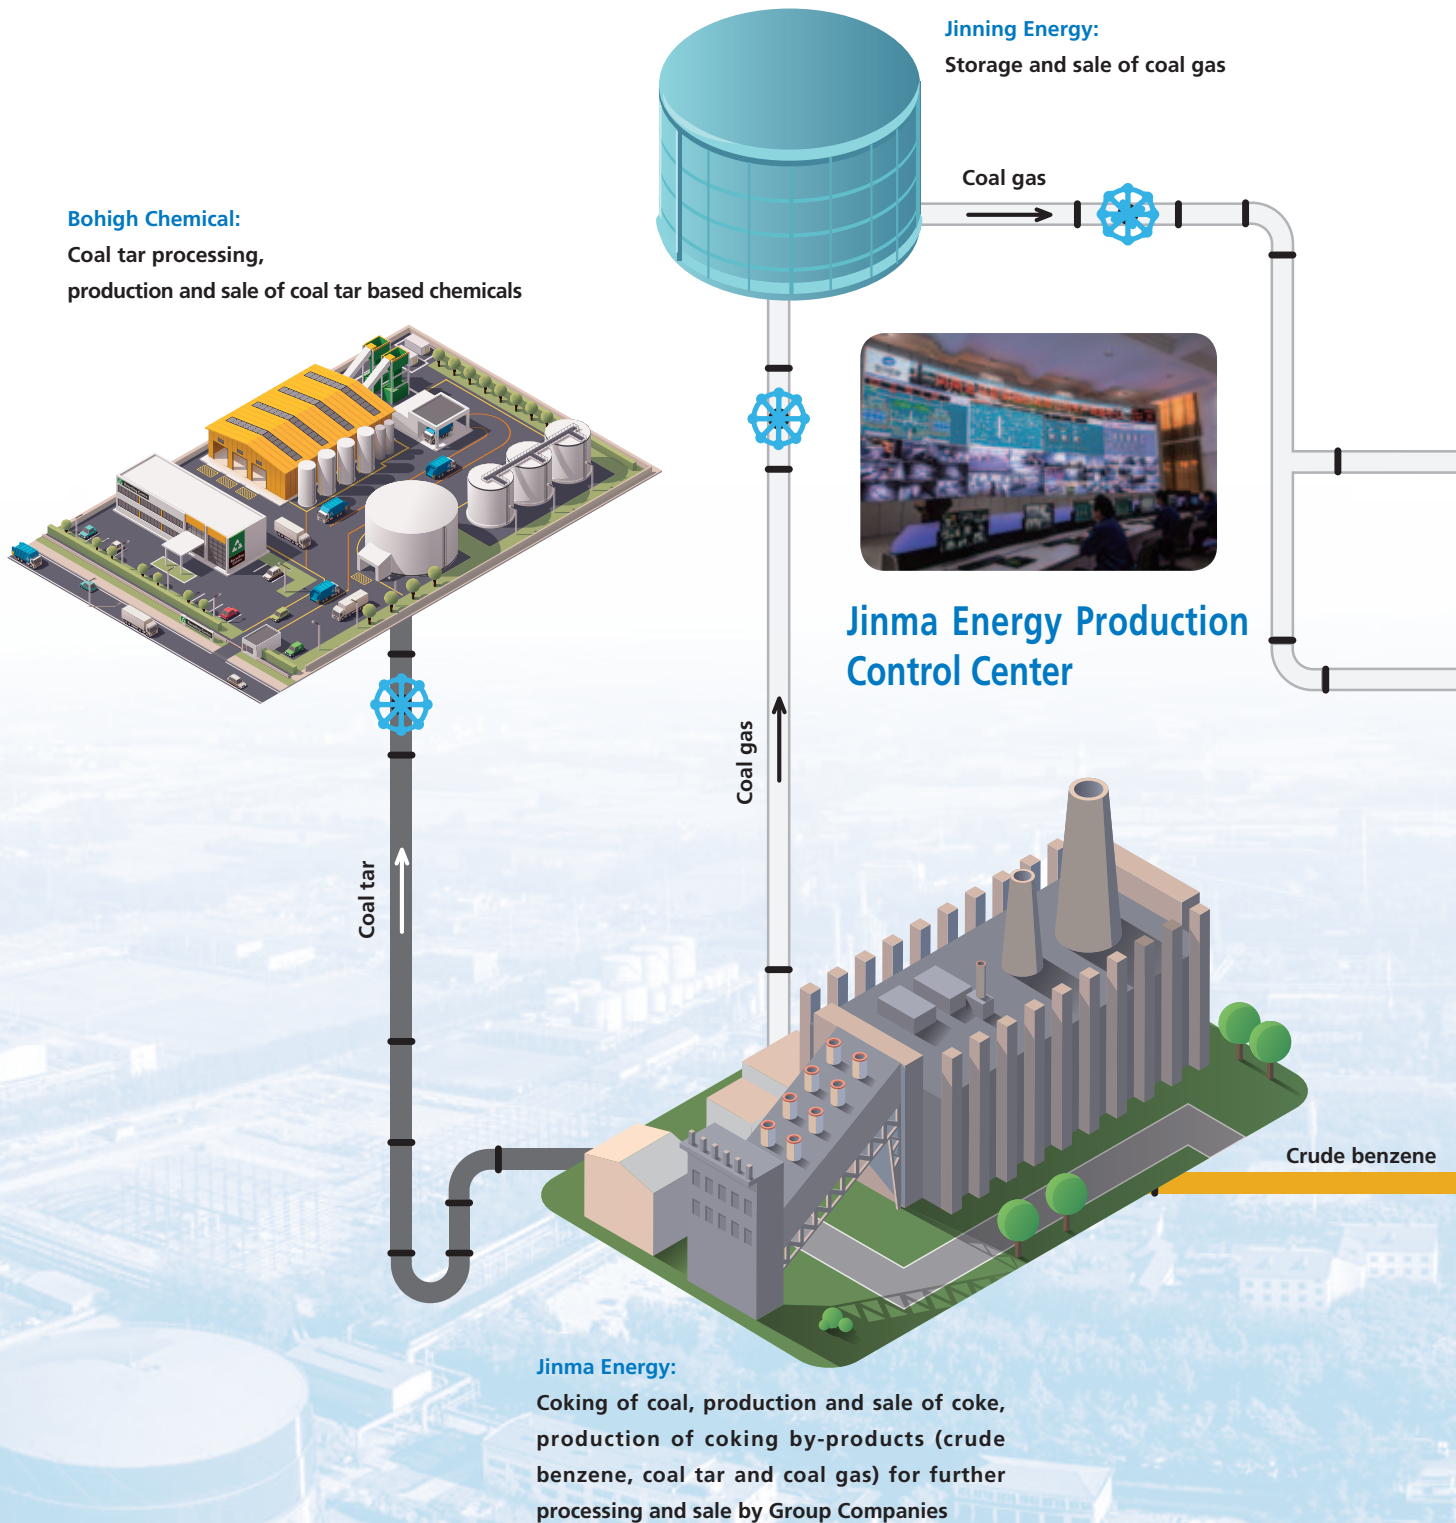 Jinning Energy:
Storage and sale of coal gas
Coal gas
Bohigh Chemical:
Coal tar processing,
production and sale of coal tar based chemicals
Jinma Energy Production
Control Center
Coal gas
Coal tar
Crude benzene
Jinma Energy:
Coking of coal, production and sale of coke,
production of coking by-products (crude
benzene, coal tar and coal gas) for further
processing and sale by Group Companies